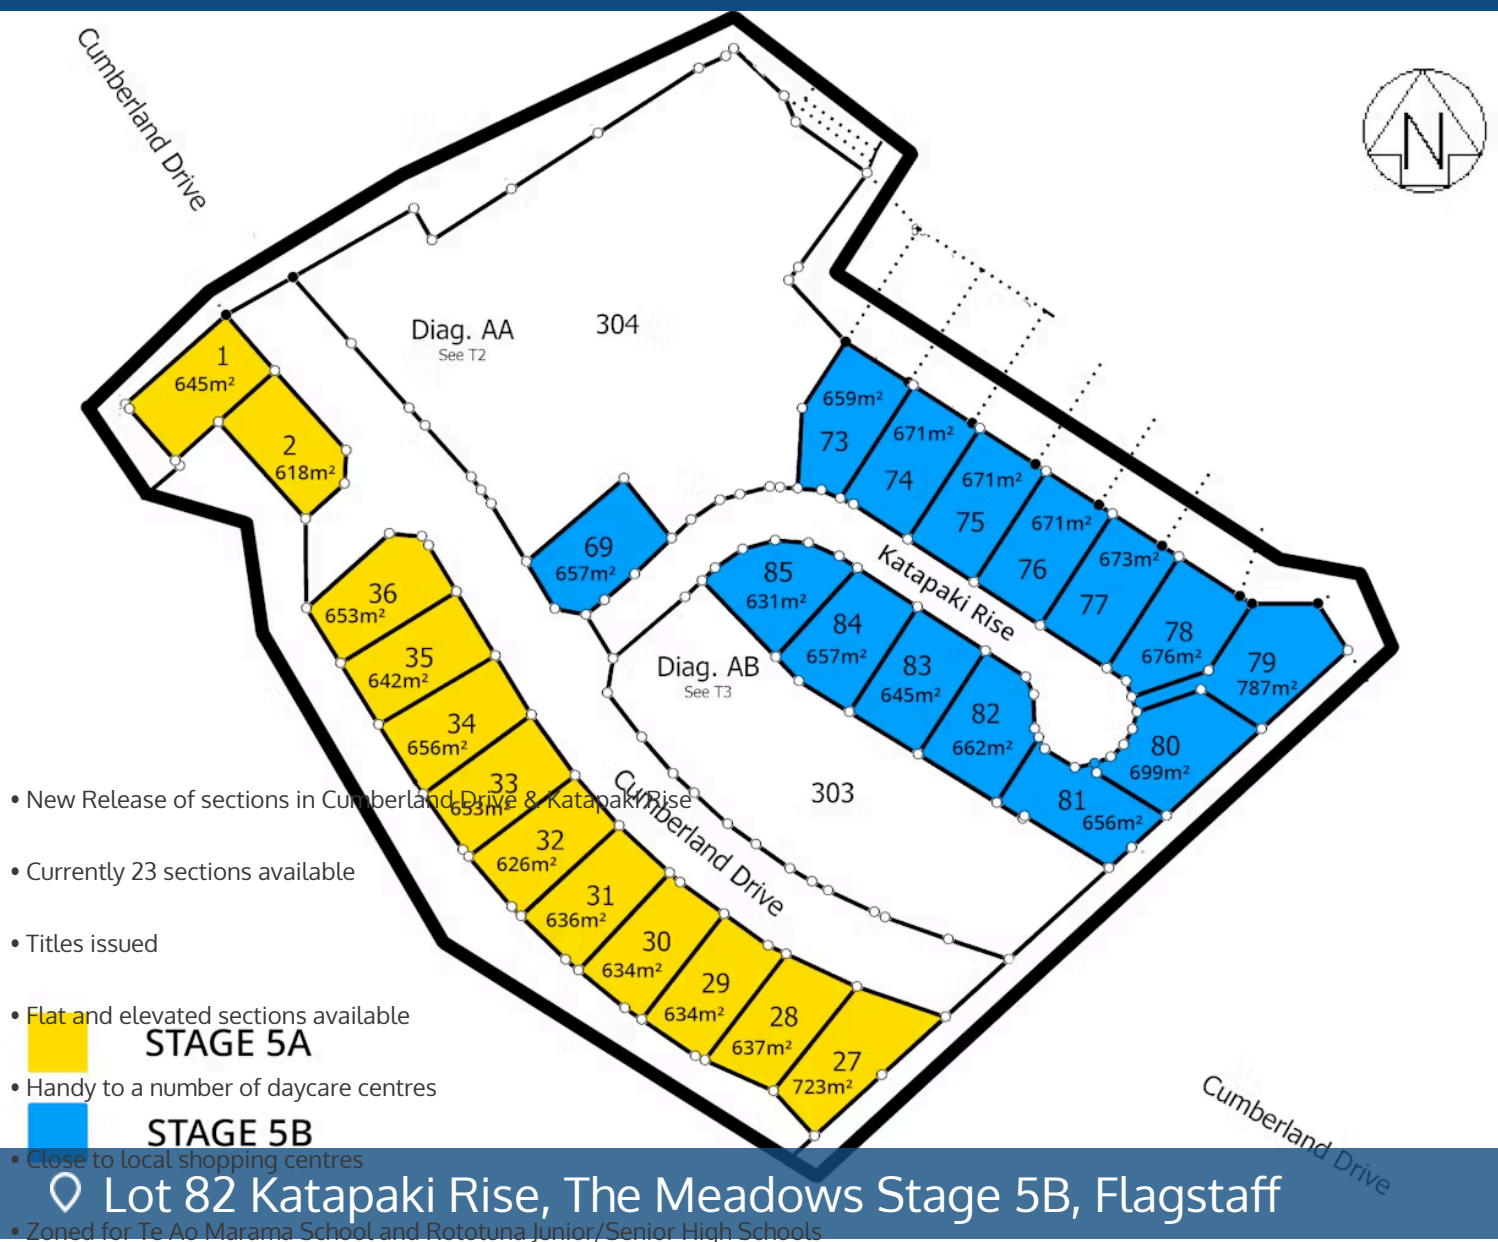 Cumberland Drive
N
Diag. AA
See T2
304
1
645m²
2
618m²
659m²
73
671m²
74
671m²
75
671m²
76
673m²
77
78
676m²
79
787m²
80
699m²
81
656m²
82
662m²
83
645m²
84
657m²
85
631m²
69
657m²
Katapaki Rise
Diag. AB
See T3
303
Cumberland Drive
36
653m²
35
642m²
34
656m²
33
653m²
32
626m²
31
636m²
30
634m²
29
634m²
28
637m²
27
723m²
Cumberland Drive
• New Release of sections in Cumberland Drive & Katapaki Rise
• Currently 23 sections available
• Titles issued
• Flat and elevated sections available
STAGE 5A
• Handy to a number of daycare centres
STAGE 5B
• Close to local shopping centres
Lot 82 Katapaki Rise, The Meadows Stage 5B, Flagstaff
• Zoned for Te Ao Marama School and Rototuna Junior/Senior High Schools